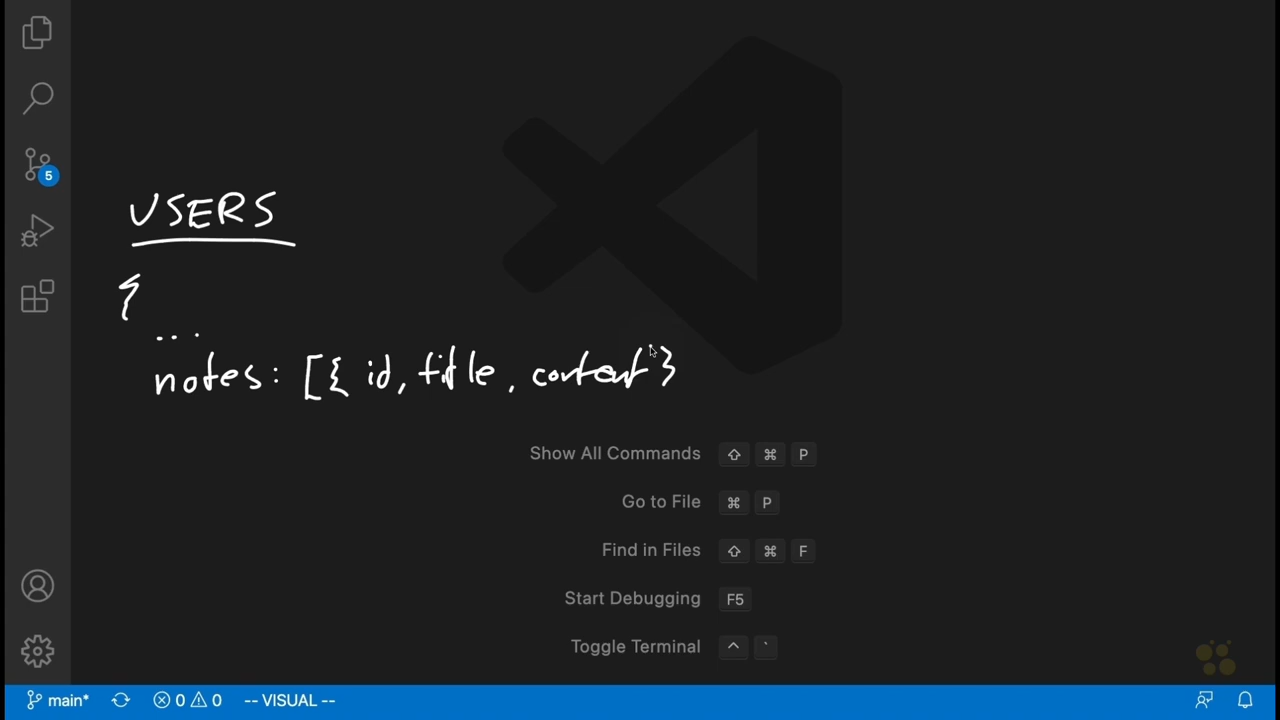 5
USERS
{
...
notes: [{ id, title, content }
Show All Commands ⇧ ⌘ P
Go to File ⌘ P
Find in Files ⇧ ⌘ F
Start Debugging F5
Toggle Terminal ^ `
main* 0 0 -- VISUAL --